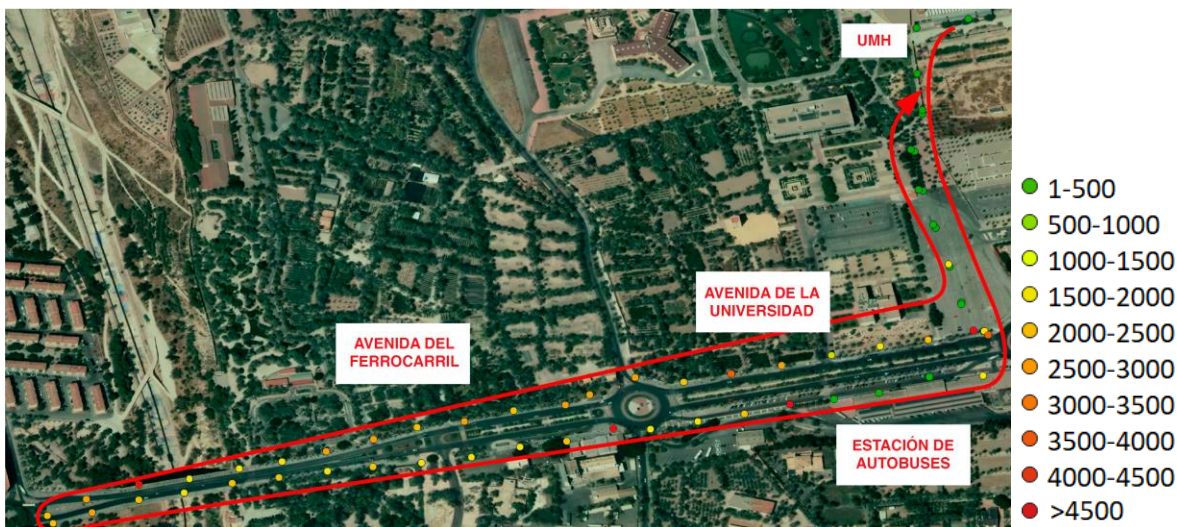 UMH
AVENIDA DE LA
UNIVERSIDAD
AVENIDA DEL
FERROCARRIL
ESTACIÓN DE
AUTOBUSES
1-500
500-1000
1000-1500
1500-2000
2000-2500
2500-3000
3000-3500
3500-4000
4000-4500
>4500